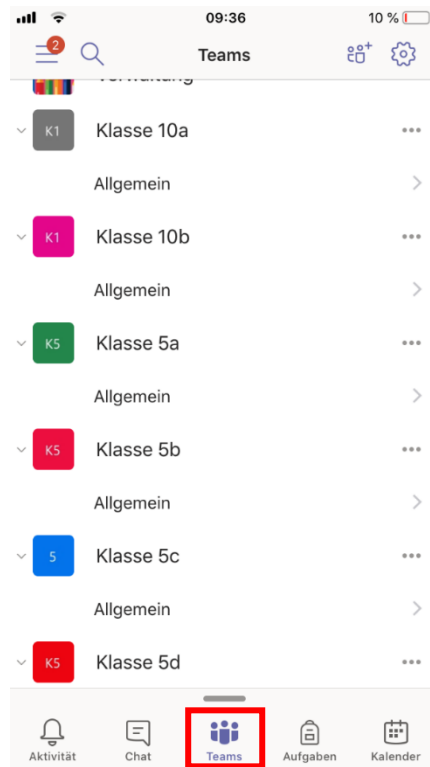 09:36
10 %
2
Teams
Verwaltung
K1 Klasse 10a
Allgemein
K1 Klasse 10b
Allgemein
K5 Klasse 5a
Allgemein
K5 Klasse 5b
Allgemein
5 Klasse 5c
Allgemein
K5 Klasse 5d
Aktivität Chat Teams Aufgaben Kalender